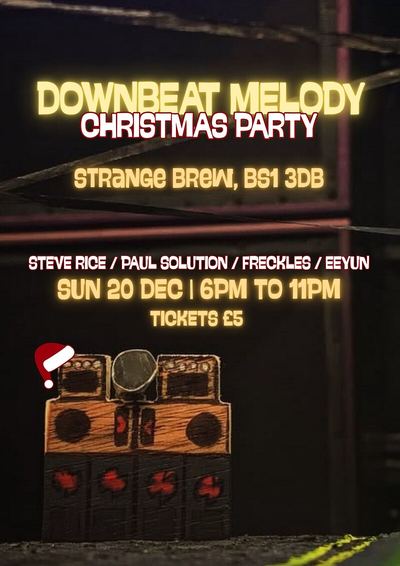 DOWNBEAT MELODY
CHRISTMAS PARTY
STRANGE BREW, BS1 3DB
STEVE RICE / PAUL SOLUTION / FRECKLES / EEYUN
SUN 20 DEC | 6PM TO 11PM
TICKETS £5